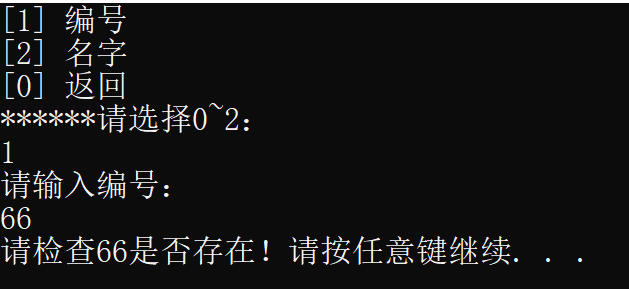 [1] 编号
[2] 名字
[0] 返回
******请选择0~2:
1
请输入编号:
66
请检查66是否存在! 请按任意键继续. . .